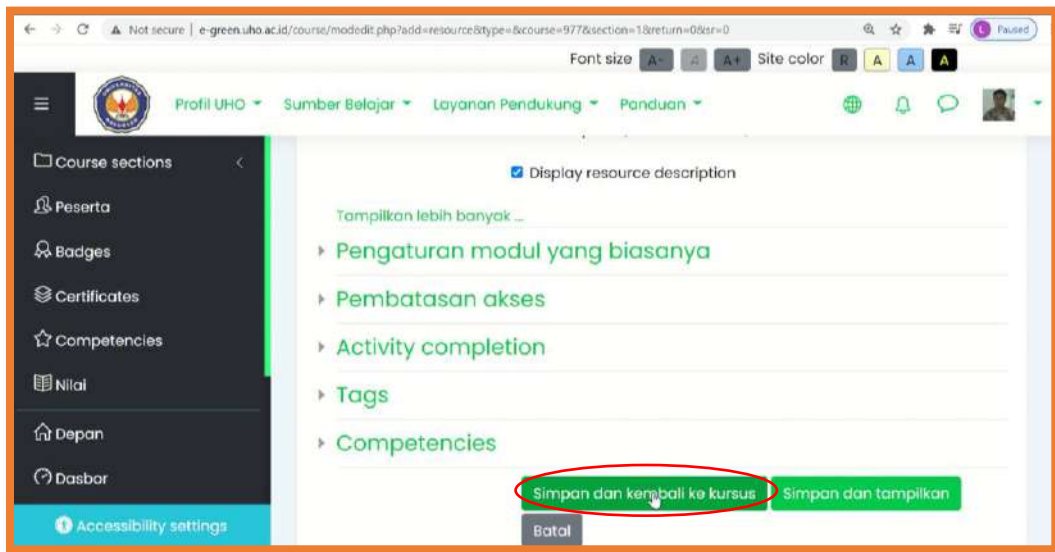 Not secure | e-green.uho.ac.id/course/modedit.php?add=resource&type=&course=977&section=1&return=0&sr=0
Paused
Font size A- A A+ Site color R A A A
Profil UHO Sumber Belajar Layanan Pendukung Panduan
Course sections
Display resource description
Peserta
Tampilkan lebih banyak ...
Badges
Pengaturan modul yang biasanya
Certificates
Pembatasan akses
Competencies
Activity completion
Nilai
Tags
Depan
Competencies
Dasbor
Simpan dan kembali ke kursus Simpan dan tampilkan
Accessibility settings
Batal